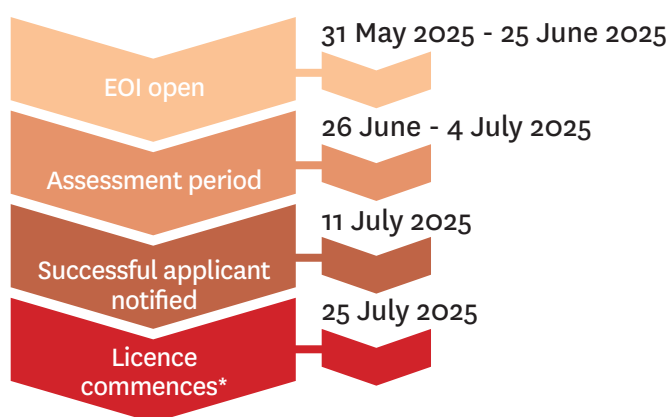 31 May 2025 - 25 June 2025
EOI open
26 June - 4 July 2025
Assessment period
11 July 2025
Successful applicant
notified
25 July 2025
Licence
commences*